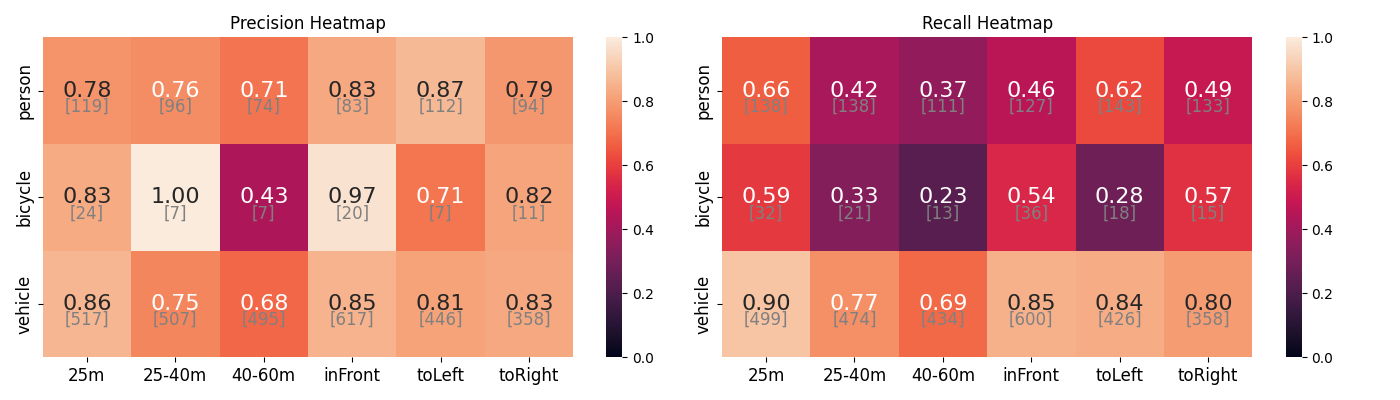 Precision Heatmap
person
0.78 0.76 0.71 0.83 0.87 0.79
[119] [96] [74] [83] [112] [94]
bicycle
0.83 1.00 0.43 0.97 0.71 0.82
[24] [7] [7] [20] [7] [11]
vehicle
0.86 0.75 0.68 0.85 0.81 0.83
[517] [507] [495] [617] [446] [358]
25m 25-40m 40-60m inFront toLeft toRight
1.0
0.8
0.6
0.4
0.2
0.0
Recall Heatmap
person
0.66 0.42 0.37 0.46 0.62 0.49
[138] [138] [111] [127] [143] [133]
bicycle
0.59 0.33 0.23 0.54 0.28 0.57
[32] [21] [13] [36] [18] [15]
vehicle
0.90 0.77 0.69 0.85 0.84 0.80
[499] [474] [434] [600] [426] [358]
25m 25-40m 40-60m inFront toLeft toRight
1.0
0.8
0.6
0.4
0.2
0.0